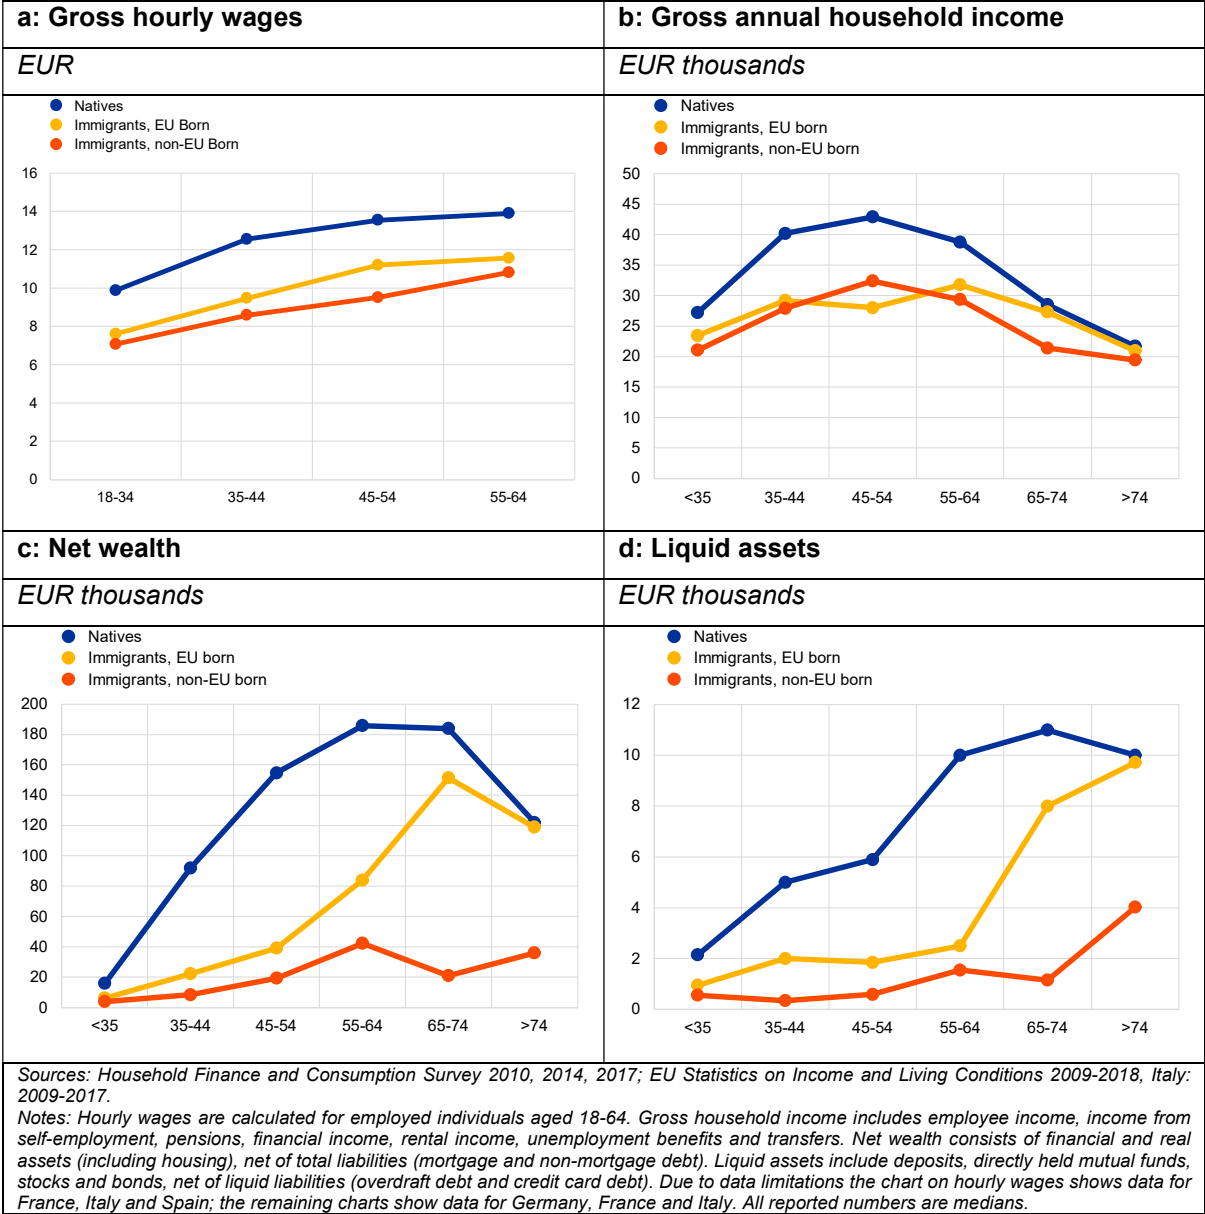 a: Gross hourly wages
EUR
Natives
Immigrants, EU Born
Immigrants, non-EU Born
16
14
12
10
8
6
4
2
0
18-34 35-44 45-54 55-64
b: Gross annual household income
EUR thousands
Natives
Immigrants, EU born
Immigrants, non-EU born
50
45
40
35
30
25
20
15
10
5
0
<35 35-44 45-54 55-64 65-74 >74
c: Net wealth
EUR thousands
Natives
Immigrants, EU born
Immigrants, non-EU born
200
180
160
140
120
100
80
60
40
20
0
<35 35-44 45-54 55-64 65-74 >74
d: Liquid assets
EUR thousands
Natives
Immigrants, EU born
Immigrants, non-EU born
12
10
8
6
4
2
0
<35 35-44 45-54 55-64 65-74 >74
Sources: Household Finance and Consumption Survey 2010, 2014, 2017; EU Statistics on Income and Living Conditions 2009-2018, Italy:
2009-2017.
Notes: Hourly wages are calculated for employed individuals aged 18-64. Gross household income includes employee income, income from
self-employment, pensions, financial income, rental income, unemployment benefits and transfers. Net wealth consists of financial and real
assets (including housing), net of total liabilities (mortgage and non-mortgage debt). Liquid assets include deposits, directly held mutual funds,
stocks and bonds, net of liquid liabilities (overdraft debt and credit card debt). Due to data limitations the chart on hourly wages shows data for
France, Italy and Spain; the remaining charts show data for Germany, France and Italy. All reported numbers are medians.